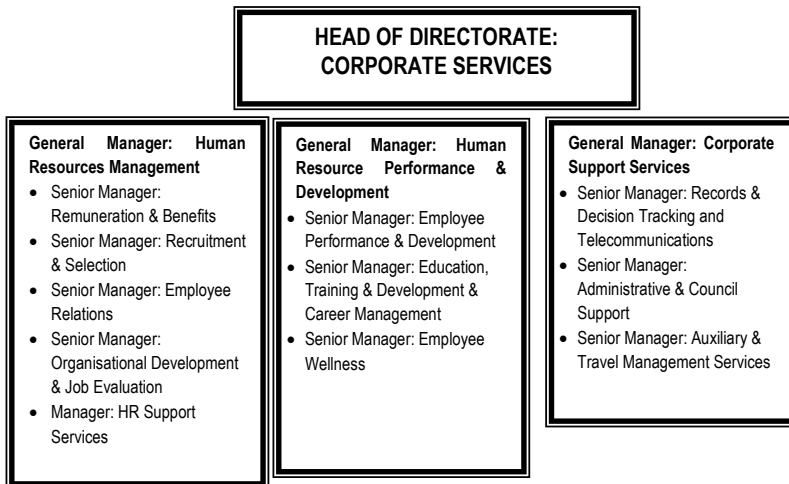 HEAD OF DIRECTORATE:
CORPORATE SERVICES
General Manager: Human
Resources Management
• Senior Manager:
Remuneration & Benefits
• Senior Manager: Recruitment
& Selection
• Senior Manager: Employee
Relations
• Senior Manager:
Organisational Development
& Job Evaluation
• Manager: HR Support
Services
General Manager: Human
Resource Performance &
Development
• Senior Manager: Employee
Performance & Development
• Senior Manager: Education,
Training & Development &
Career Management
• Senior Manager: Employee
Wellness
General Manager: Corporate
Support Services
• Senior Manager: Records &
Decision Tracking and
Telecommunications
• Senior Manager:
Administrative & Council
Support
• Senior Manager: Auxiliary &
Travel Management Services